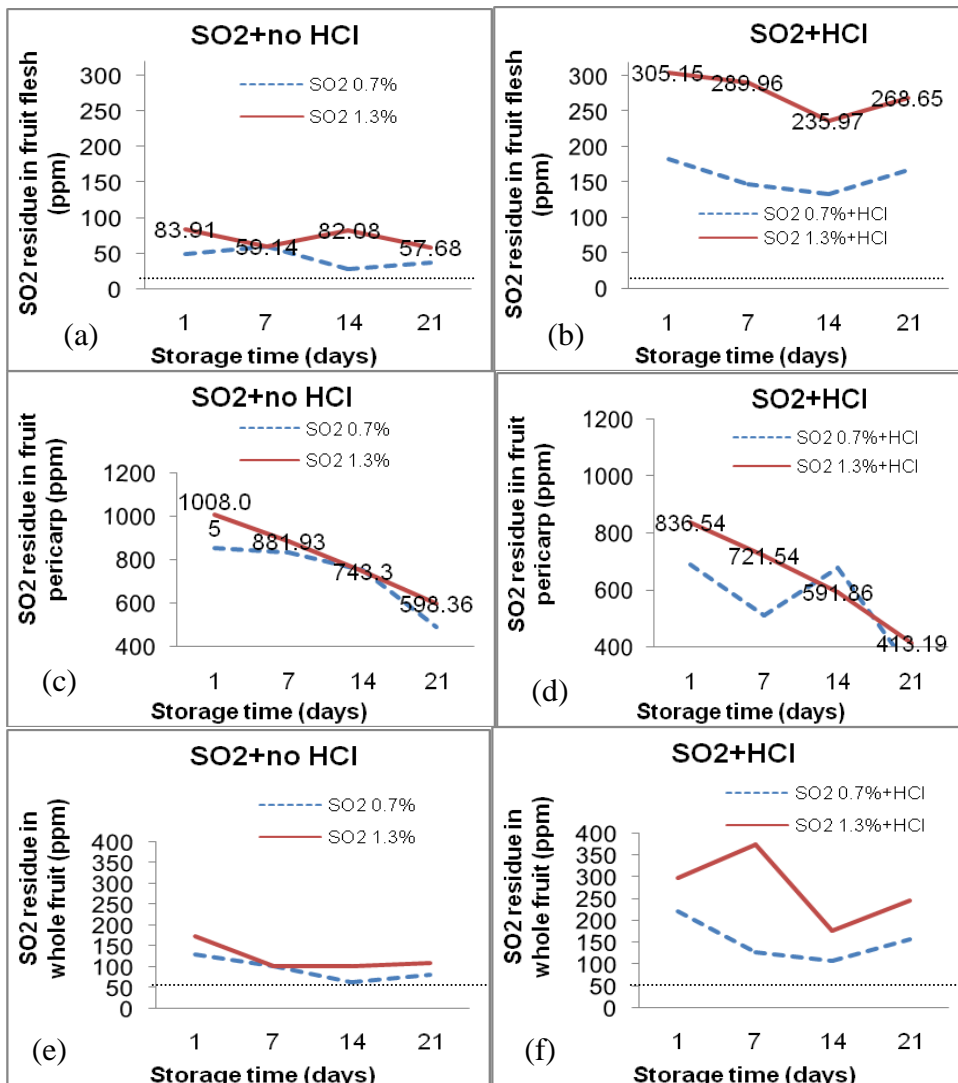 SO2+no HCl
SO2 residue in fruit flesh
(ppm)
300
250
200
150
100
50
0
SO2 0.7%
SO2 1.3%
83.91
59.14
82.08
57.68
1
7
14
21
(a)
Storage time (days)
SO2+HCl
SO2 residue in fruit flesh
(ppm)
300
250
200
150
100
50
0
305.15
289.96
235.97
268.65
SO2 0.7%+HCl
SO2 1.3%+HCl
1
7
14
21
(b)
Storage time (days)
SO2+no HCl
SO2 residue in fruit
pericarp (ppm)
SO2 0.7%
SO2 1.3%
1200
1000
800
600
400
1008.0
5
881.93
743.3
598.36
1
7
14
21
(c)
Storage time (days)
SO2+HCl
SO2 residue iin fruit
pericarp (ppm)
SO2 0.7%+HCl
SO2 1.3%+HCl
1200
1000
800
600
400
836.54
721.54
591.86
413.19
1
7
14
21
(d)
Storage time (days)
SO2+no HCl
SO2 residue in
whole fruit (ppm)
SO2 0.7%
SO2 1.3%
400
350
300
250
200
150
100
50
0
1
7
14
21
(e)
Storage time (days)
SO2+HCl
SO2 residue in
whole fruit (ppm)
SO2 0.7%+HCl
SO2 1.3%+HCl
400
350
300
250
200
150
100
50
0
1
7
14
21
(f)
Storage time (days)